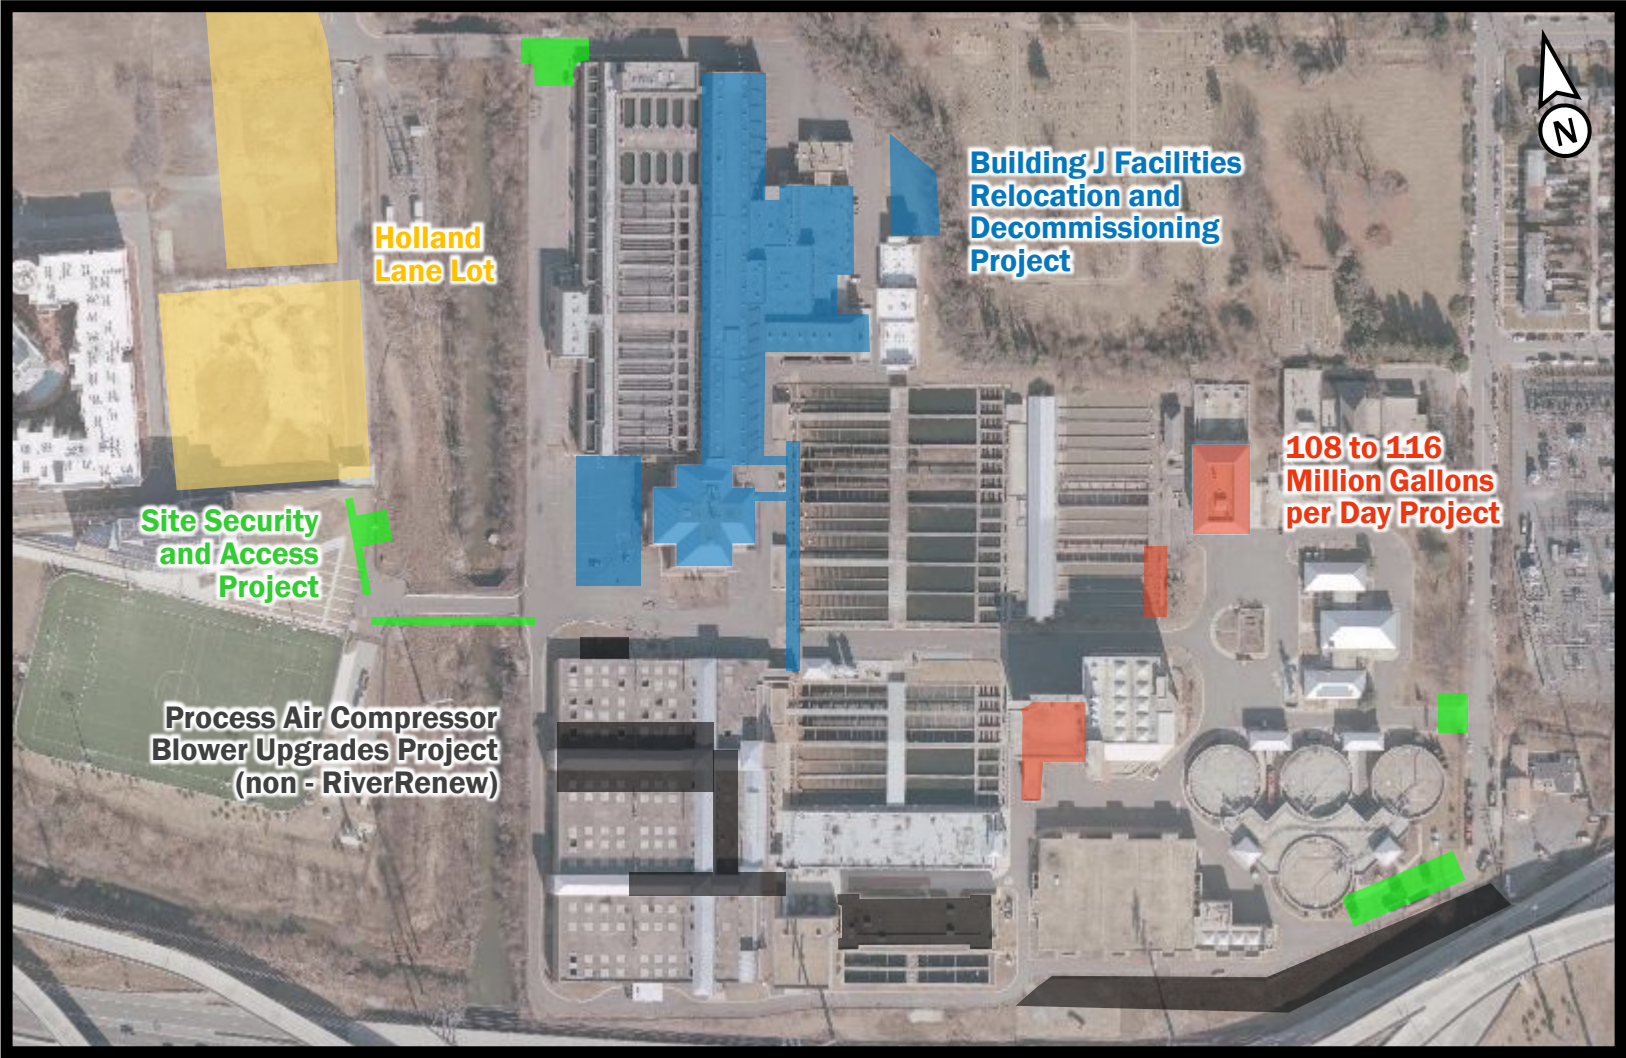 N
Building J Facilities
Relocation and
Decommissioning
Project
Holland
Lane Lot
108 to 116
Million Gallons
per Day Project
Site Security
and Access
Project
Process Air Compressor
Blower Upgrades Project
(non - RiverRenew)